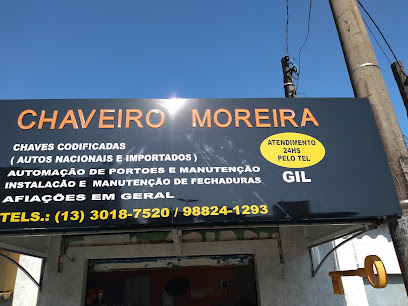 CHAVEIRO MOREIRA
CHAVES CODIFICADAS
( AUTOS NACIONAIS E IMPORTADOS )
AUTOMAÇÃO DE PORTOES E MANUTENÇÃO
INSTALACÃO E MANUTENÇÃO DE FECHADURAS
AFIAÇÕES EM GERAL
ATENDIMENTO
24HS
PELO TEL
GIL
TELS.: (13) 3018-7520 / 98824-1293